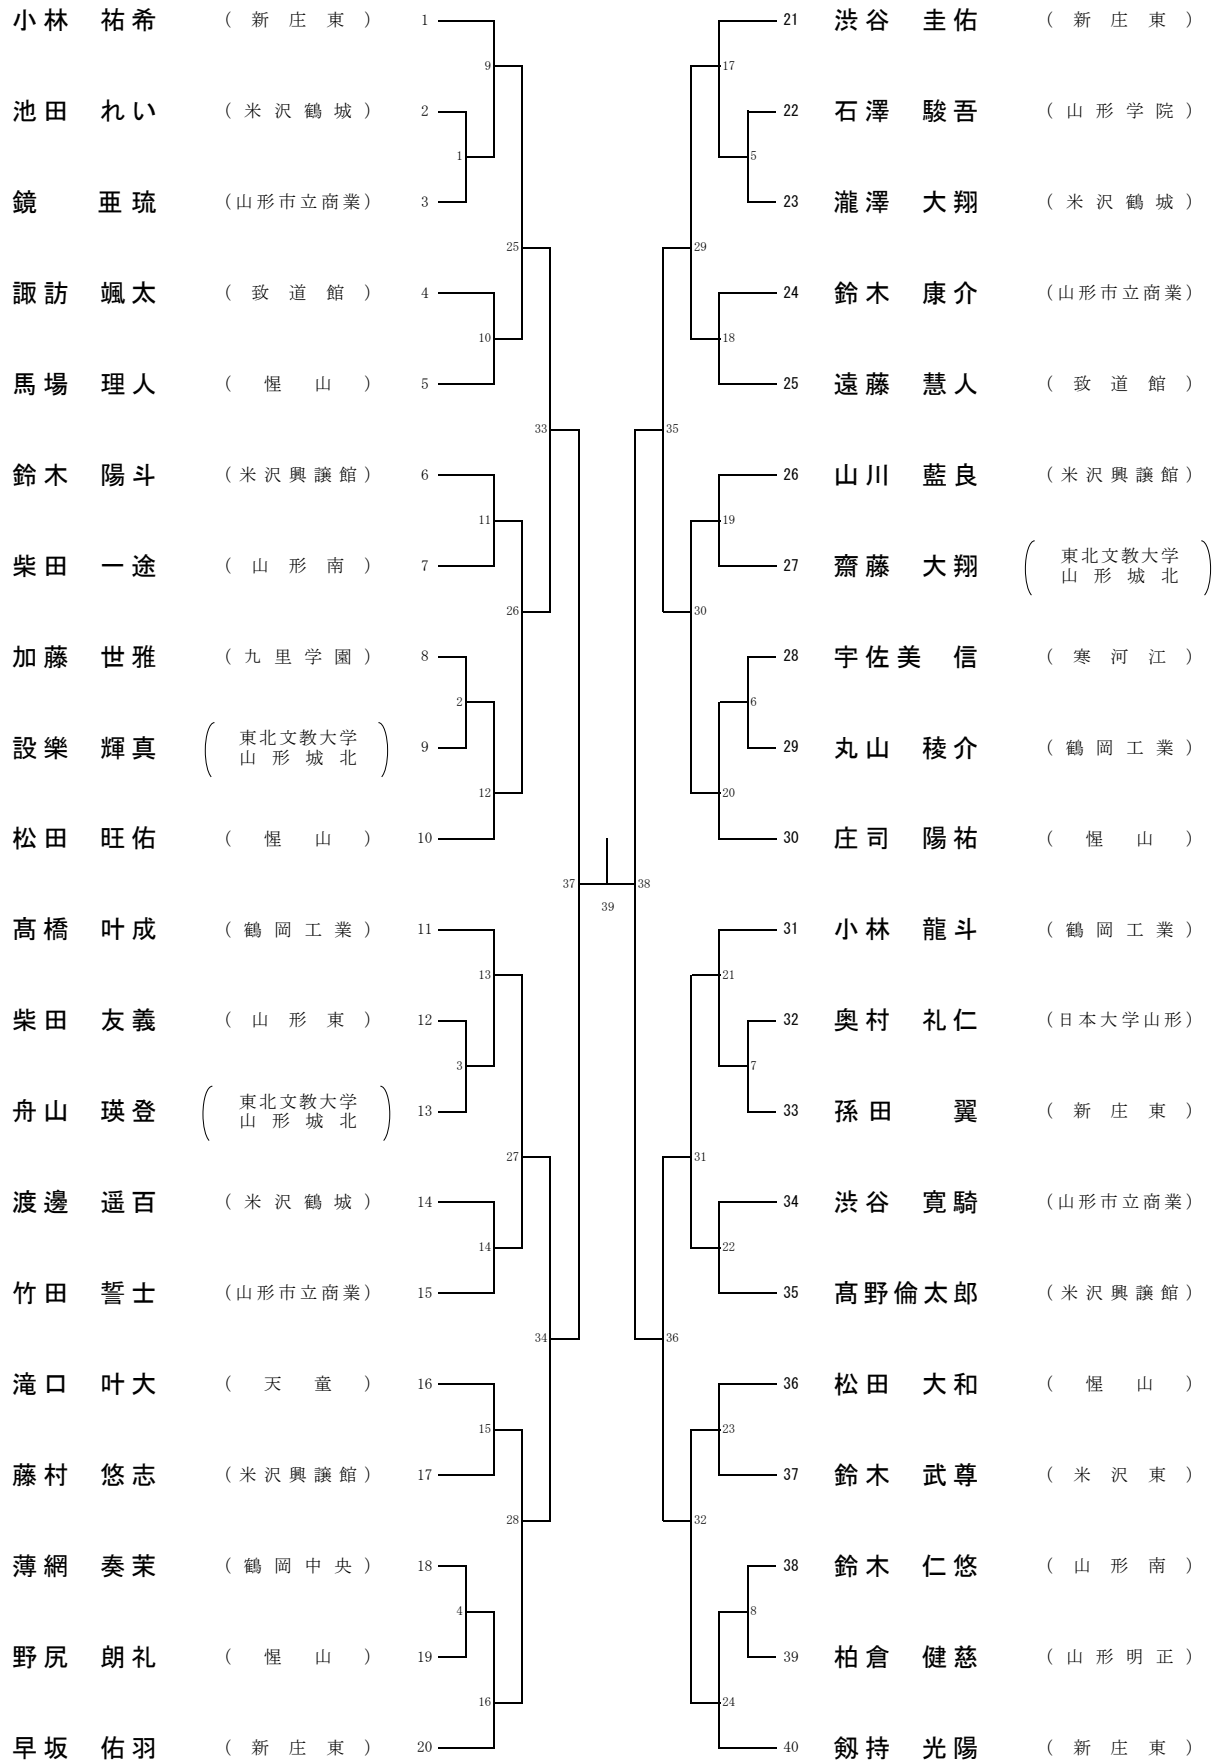 小林 祐希 (新庄東) 1
9
池田 れい (米沢鶴城) 2
1
鏡 亜琉 (山形市立商業) 3
25
諏訪 颯太 (致道館) 4
10
馬場 理人 (惺山) 5
33
鈴木 陽斗 (米沢興譲館) 6
11
柴田 一途 (山形南) 7
26
加藤 世雅 (九里学園) 8
2
設樂 輝真 (東北文教大学
山形城北) 9
12
松田 旺佑 (惺山) 10
37
髙橋 叶成 (鶴岡工業) 11
13
柴田 友義 (山形東) 12
3
舟山 瑛登 (東北文教大学
山形城北) 13
27
渡邊 遥百 (米沢鶴城) 14
14
竹田 誓士 (山形市立商業) 15
34
滝口 叶大 (天童) 16
15
藤村 悠志 (米沢興譲館) 17
28
薄網 奏茉 (鶴岡中央) 18
4
野尻 朗礼 (惺山) 19
16
早坂 佑羽 (新庄東) 20
39
21 渋谷 圭佑 (新庄東)
17
22 石澤 駿吾 (山形学院)
5
23 瀧澤 大翔 (米沢鶴城)
29
24 鈴木 康介 (山形市立商業)
18
25 遠藤 慧人 (致道館)
35
26 山川 藍良 (米沢興譲館)
19
27 齋藤 大翔 (東北文教大学
山形城北)
30
28 宇佐美 信 (寒河江)
6
29 丸山 稜介 (鶴岡工業)
20
30 庄司 陽祐 (惺山)
38
31 小林 龍斗 (鶴岡工業)
21
32 奥村 礼仁 (日本大学山形)
7
33 孫田 翼 (新庄東)
31
34 渋谷 寛騎 (山形市立商業)
22
35 髙野倫太郎 (米沢興譲館)
36
36 松田 大和 (惺山)
23
37 鈴木 武尊 (米沢東)
32
38 鈴木 仁悠 (山形南)
8
39 柏倉 健慈 (山形明正)
24
40 剱持 光陽 (新庄東)